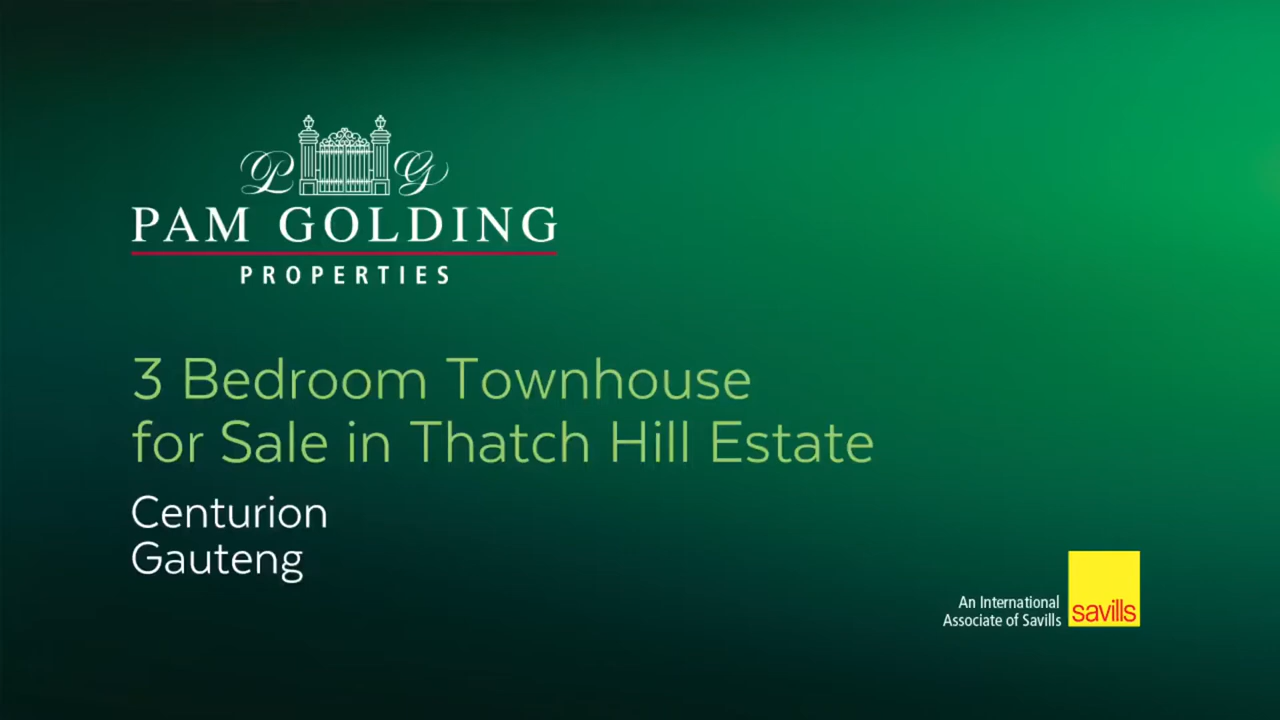 P G
PAM GOLDING
PROPERTIES
3 Bedroom Townhouse
for Sale in Thatch Hill Estate
Centurion
Gauteng
An International
Associate of Savills
savills